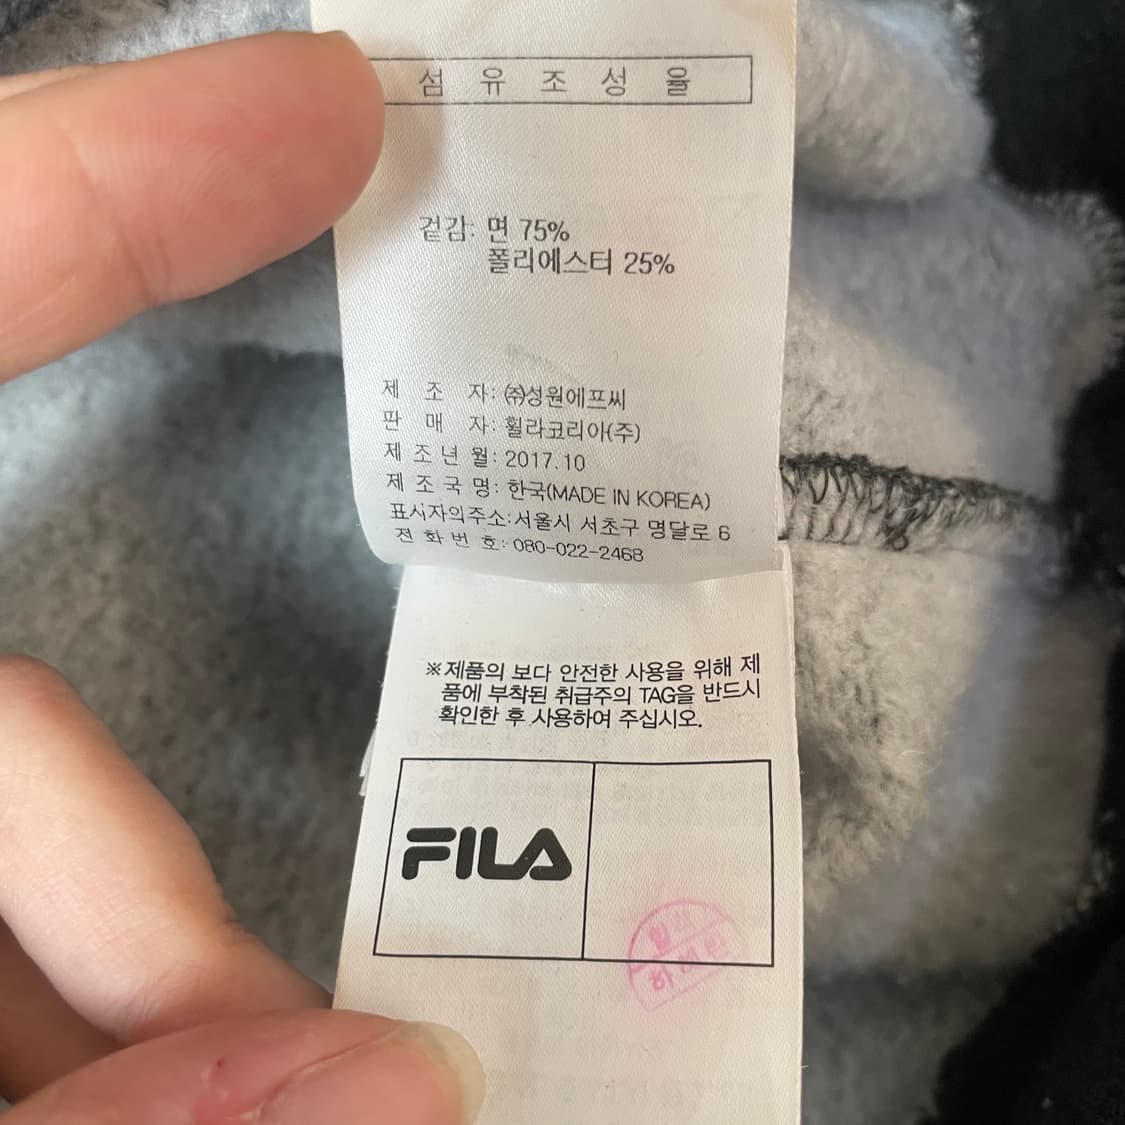 섬 유 조 성 율
겉감: 면 75%
폴리에스터 25%
제 조 자: ㈜성원에프씨
판 매 자: 휠라코리아(주)
제 조 년 월: 2017.10
제 조 국 명: 한국(MADE IN KOREA)
표시자의주소: 서울시 서초구 명달로 6
전 화 번 호: 080-022-2468
※제품의 보다 안전한 사용을 위해 제
품에 부착된 취급주의 TAG을 반드시
확인한 후 사용하여 주십시오.
FILA